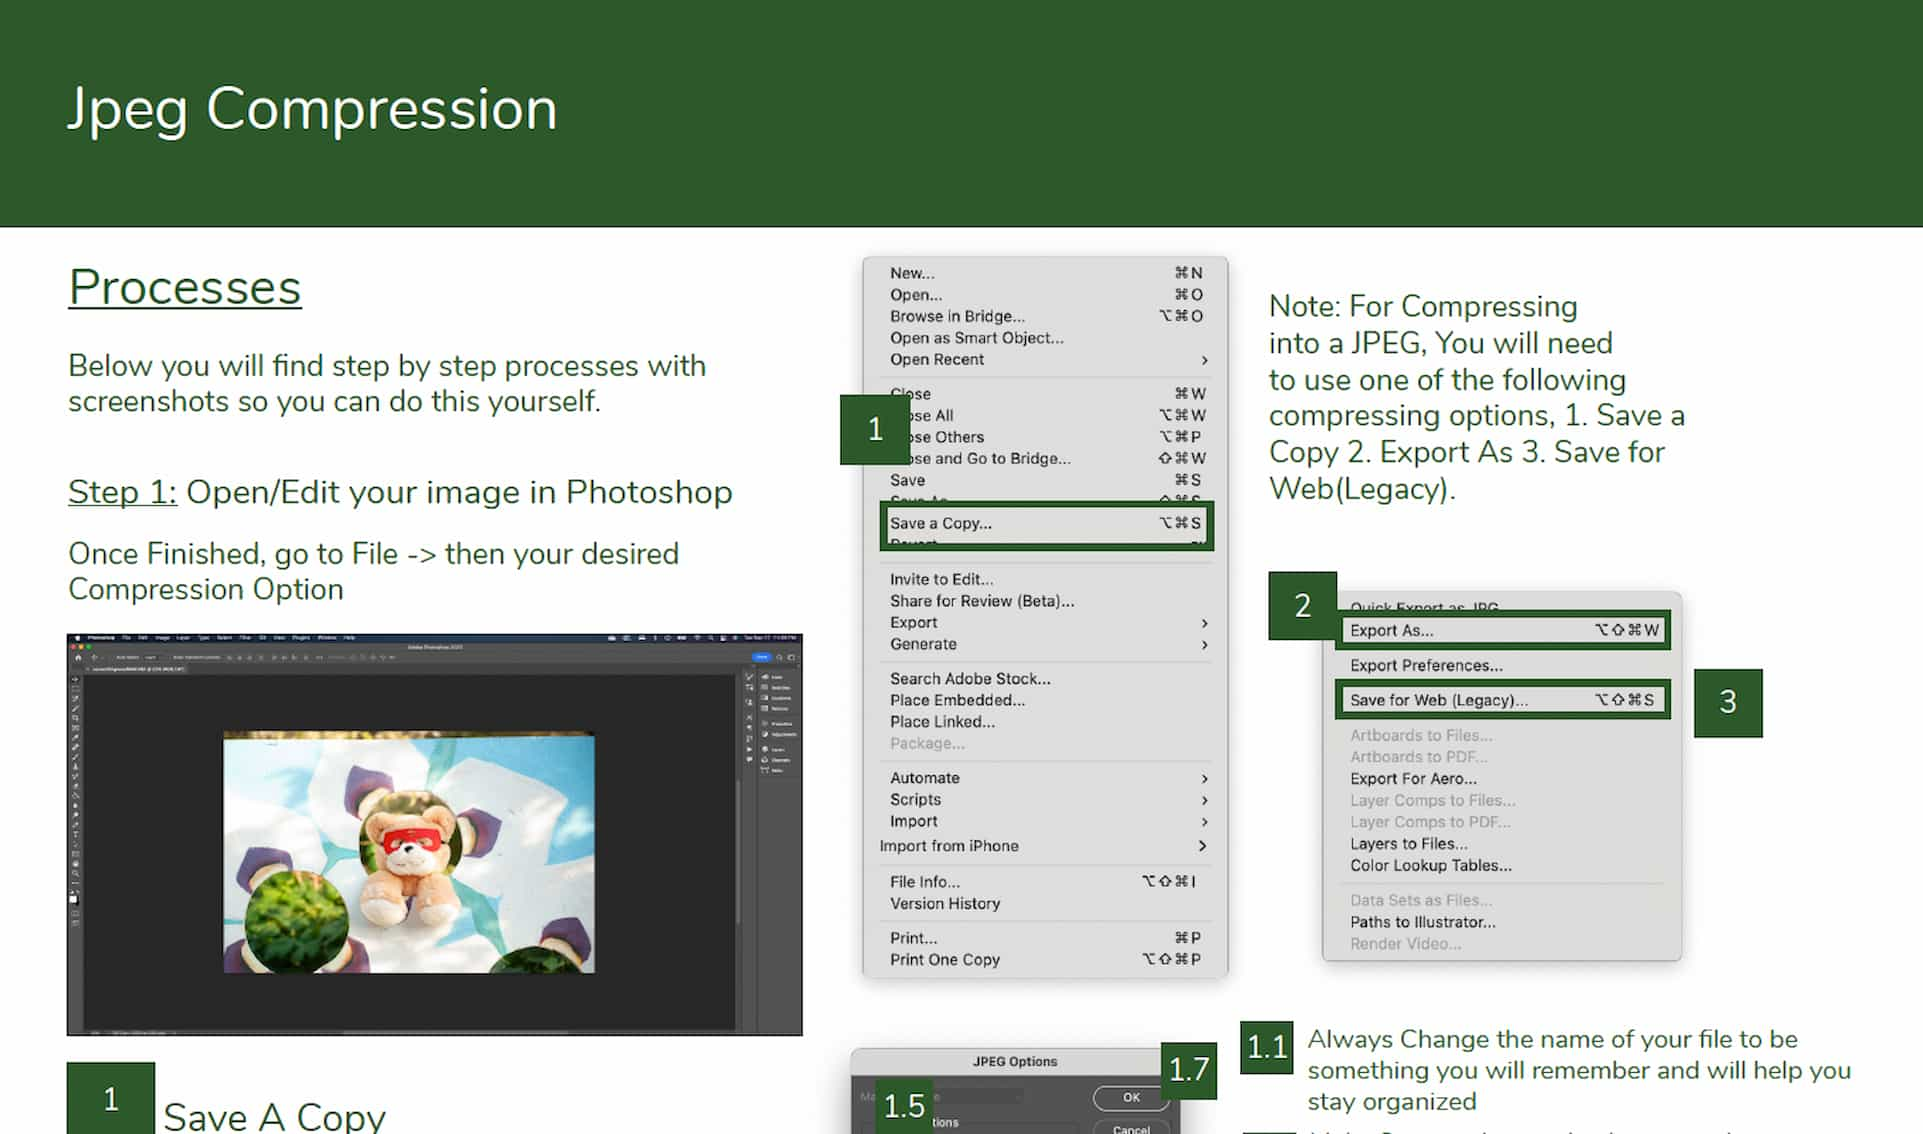 Jpeg Compression
Processes
Below you will find step by step processes with
screenshots so you can do this yourself.
Step 1: Open/Edit your image in Photoshop
Once Finished, go to File -> then your desired
Compression Option
1
Save A Copy
New... ⌘N
Open... ⌘O
Browse in Bridge... ⌥⌘O
Open as Smart Object...
Open Recent >
Close ⌘W
ose All ⌥⌘W
1
ose Others ⌥⌘P
ose and Go to Bridge... ⇧⌘W
Save ⌘S
Save As ⇧⌘S
Save a Copy... ⌥⌘S
Revert
Invite to Edit...
Share for Review (Beta)...
Export >
Generate >
Search Adobe Stock...
Place Embedded...
Place Linked...
Package...
Automate >
Scripts >
Import >
Import from iPhone >
File Info... ⌥⇧⌘I
Version History
Print... ⌘P
Print One Copy ⌥⇧⌘P
Note: For Compressing
into a JPEG, You will need
to use one of the following
compressing options, 1. Save a
Copy 2. Export As 3. Save for
Web(Legacy).
2
Quick Export as JPG
Export As... ⌥⇧⌘W
Export Preferences...
Save for Web (Legacy)... ⌥⇧⌘S
3
Artboards to Files...
Artboards to PDF...
Export For Aero...
Layer Comps to Files...
Layer Comps to PDF...
Layers to Files...
Color Lookup Tables...
Data Sets as Files...
Paths to Illustrator...
Render Video...
JPEG Options
1.7
OK
1.5
tions
Cancel
1.1
Always Change the name of your file to be
something you will remember and will help you
stay organized